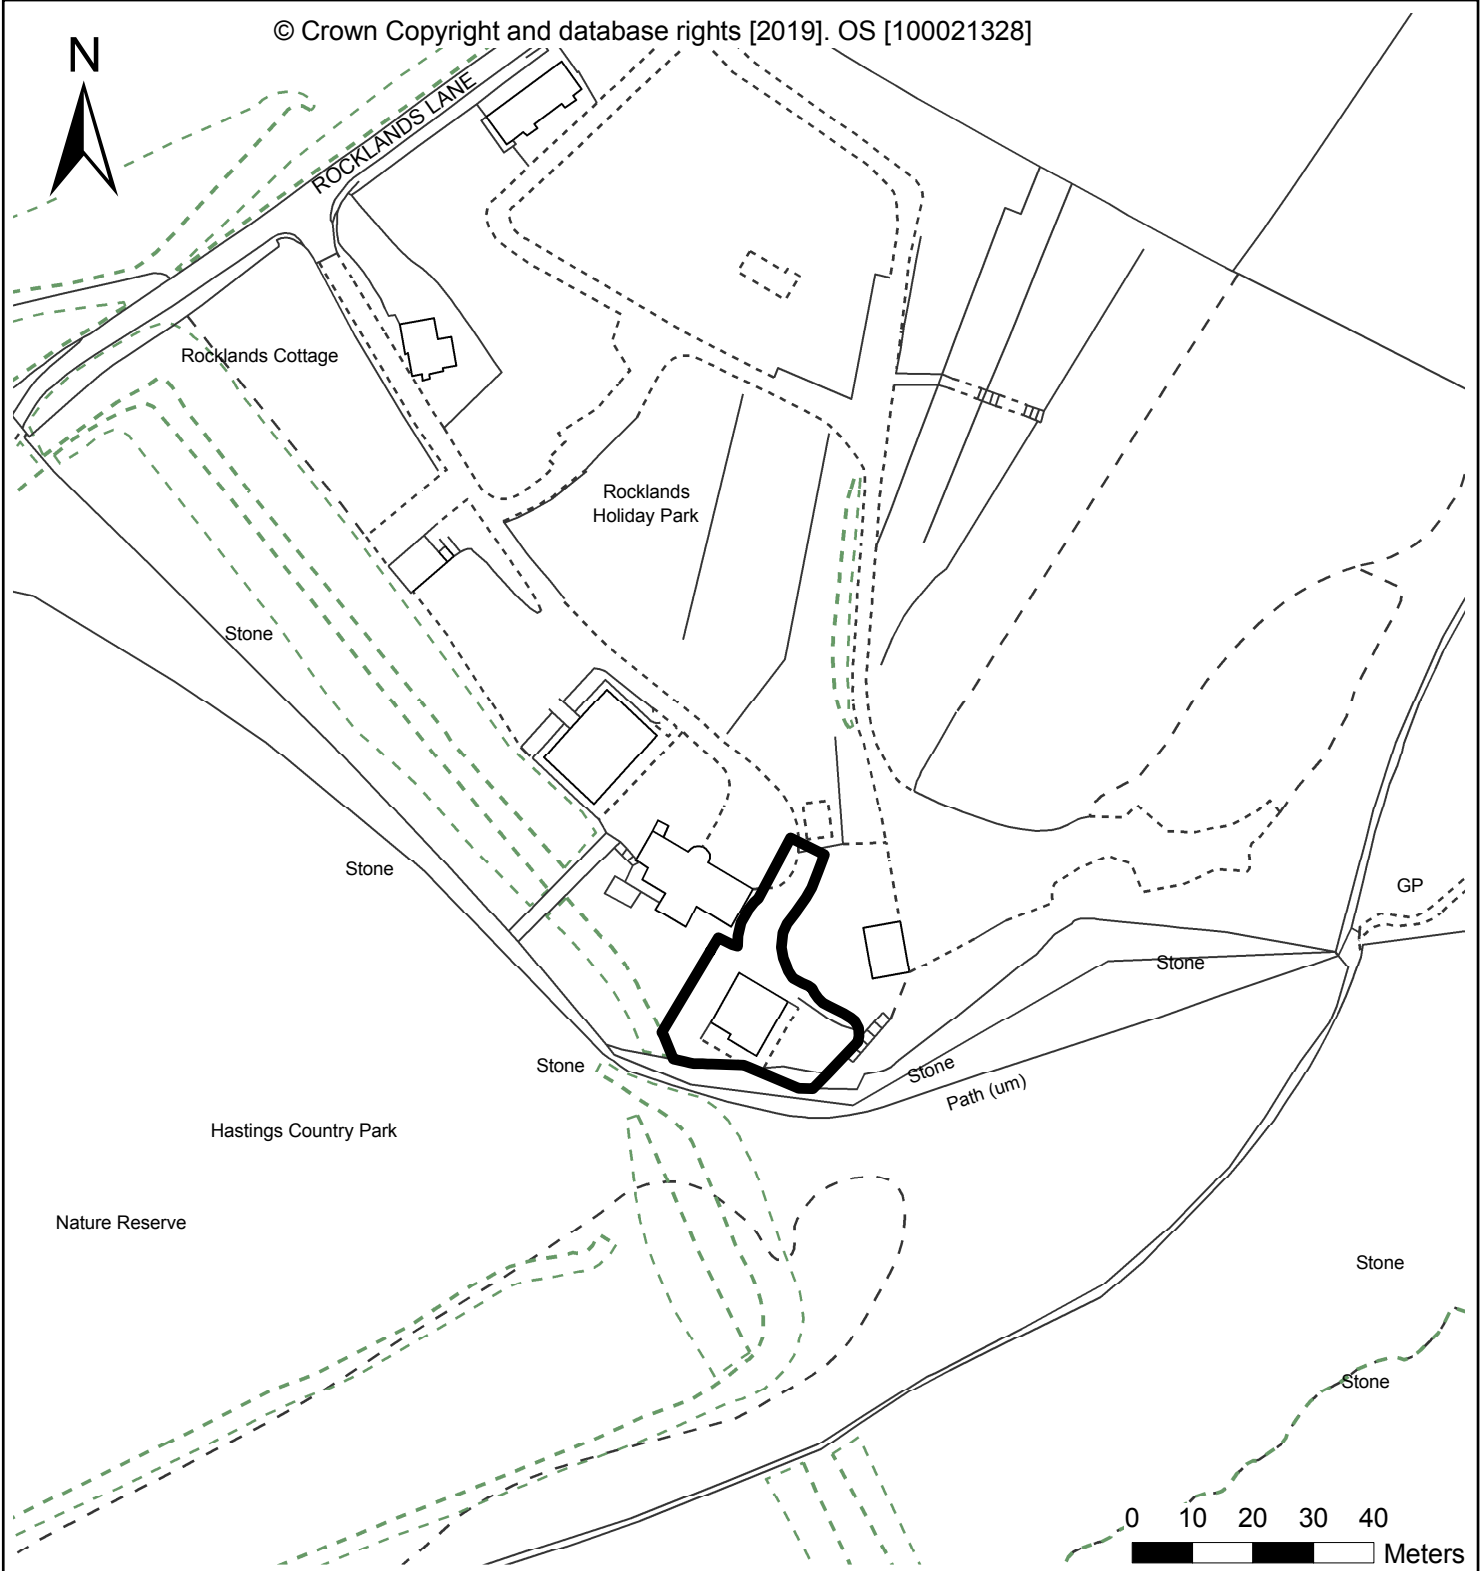 © Crown Copyright and database rights [2019]. OS [100021328]
N
ROCKLANDS LANE
Rocklands Cottage
Rocklands
Holiday Park
Stone
Stone
GP
Stone
Stone
Stone
Path (um)
Hastings Country Park
Nature Reserve
Stone
Stone
0 10 20 30 40
Meters